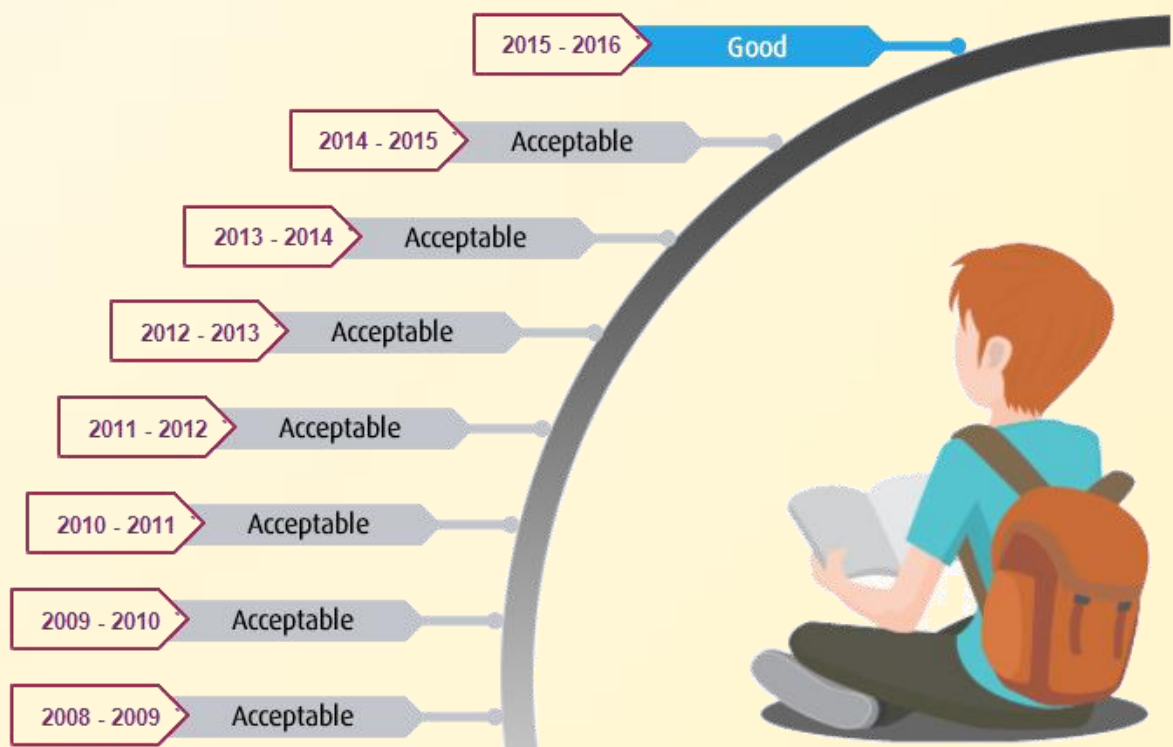 2015 - 2016 Good
2014 - 2015 Acceptable
2013 - 2014 Acceptable
2012 - 2013 Acceptable
2011 - 2012 Acceptable
2010 - 2011 Acceptable
2009 - 2010 Acceptable
2008 - 2009 Acceptable